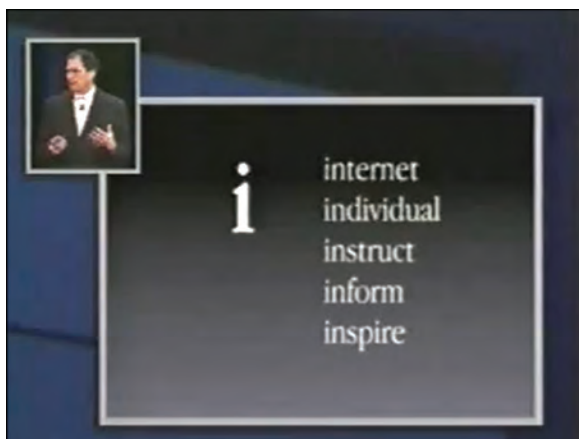 i
internet
individual
instruct
inform
inspire